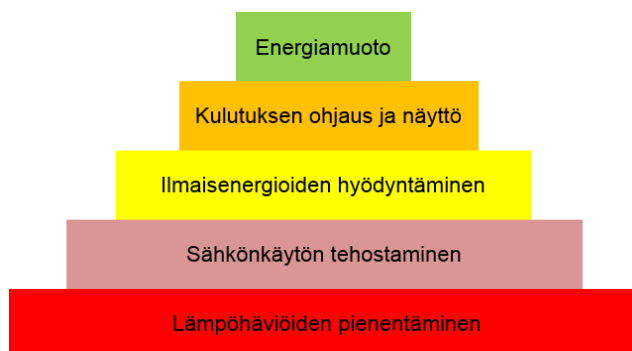 Energiamuoto
Kulutuksen ohjaus ja näyttö
Ilmaisenergioiden hyödyntäminen
Sähkönkäytön tehostaminen
Lämpöhäviöiden pienentäminen